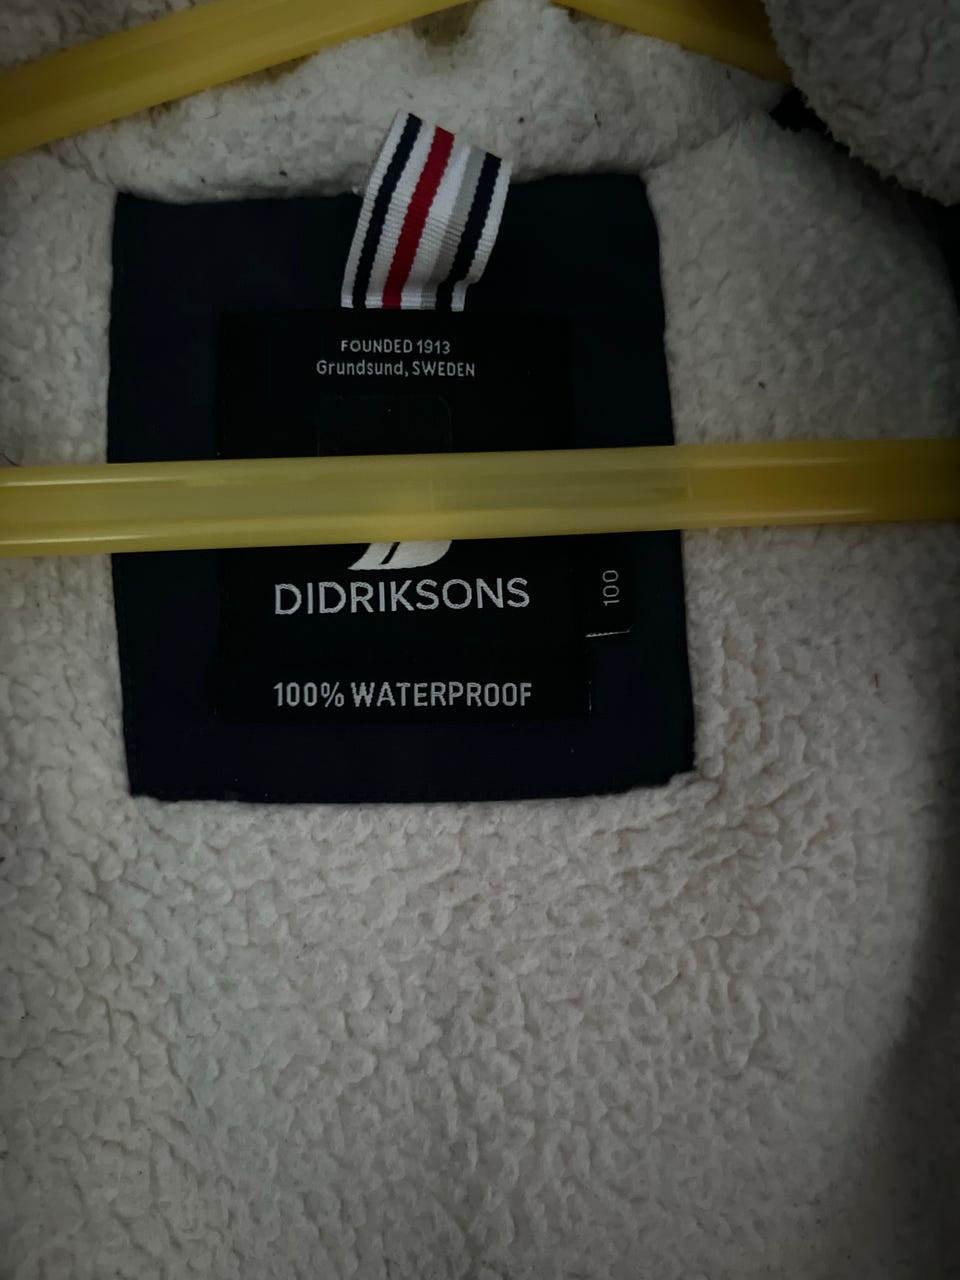 FOUNDED 1913
Grundsund, SWEDEN
DIDRIKSONS
100
100% WATERPROOF